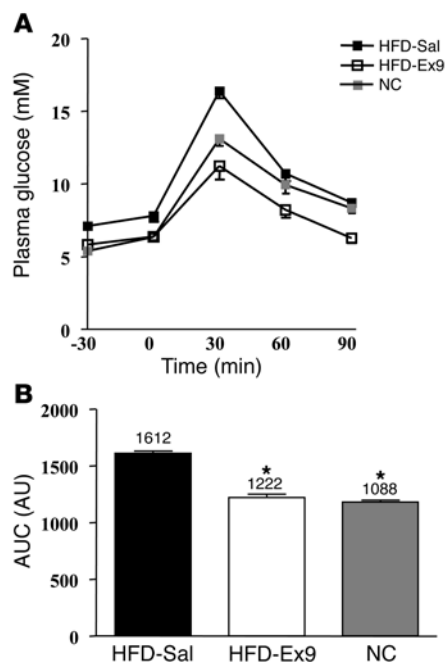 A
20
15
10
5
0
Plasma glucose (mM)
HFD-Sal
HFD-Ex9
NC
-30 0 30 60 90
Time (min)
B
2000
1500
1000
500
0
AUC (AU)
1612
*
1222
*
1088
HFD-Sal HFD-Ex9 NC